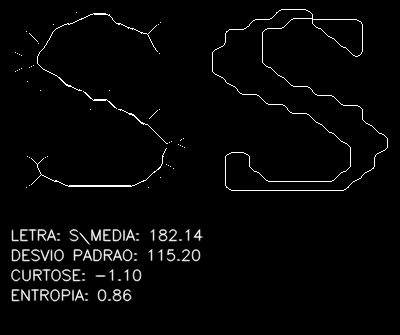 S S
LETRA: S\MEDIA: 182.14
DESVIO PADRAO: 115.20
CURTOSE: -1.10
ENTROPIA: 0.86